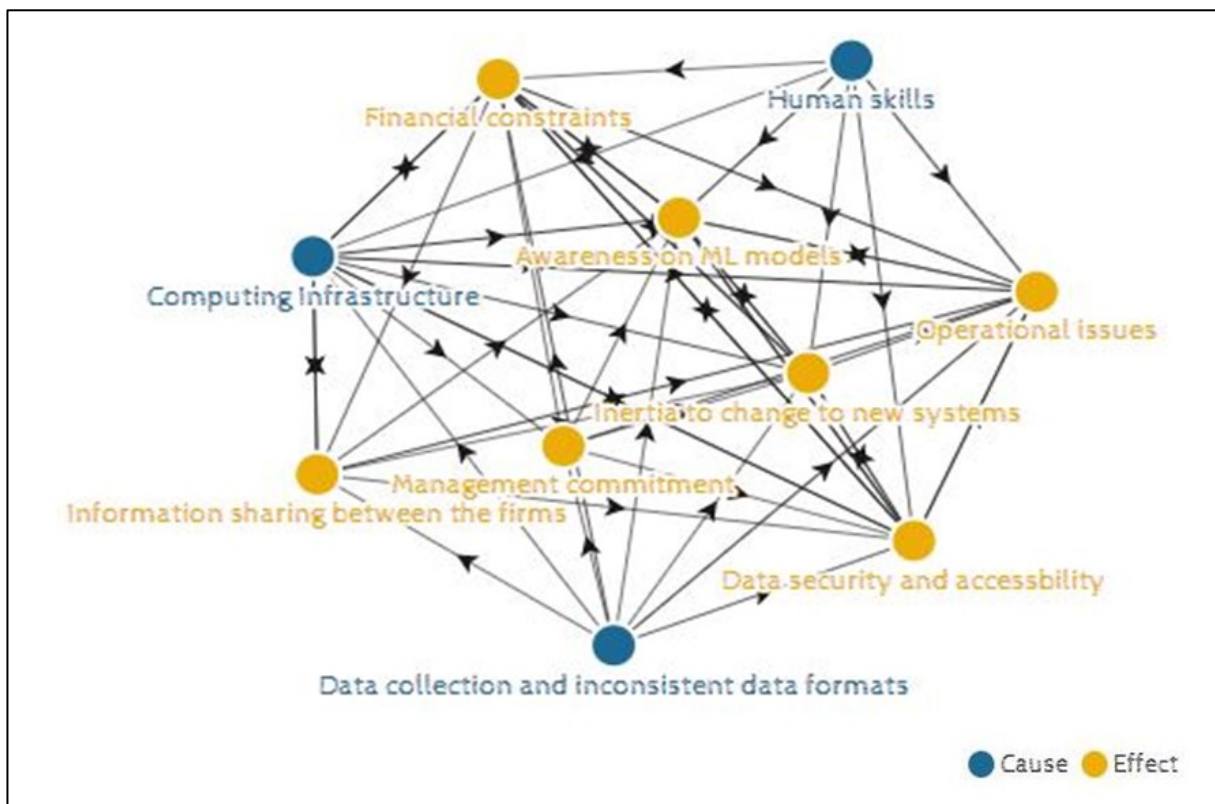 Human skills
Financial constraints
Awareness on ML models
Computing Infrastructure
Operational issues
Inertia to change to new systems
Management commitment
Information sharing between the firms
Data security and accessbility
Data collection and inconsistent data formats
Cause
Effect